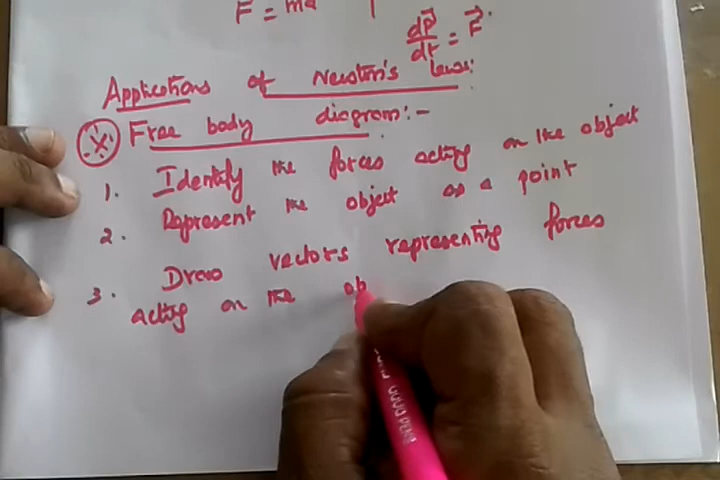 F = ma
dP⃗/dt = F⃗
Applications of Newton's laws:
(X) Free body diagram:-
1. Identify the forces acting on the object
2. Represent the object as a point
3. Draw vectors representing forces
acting on the ob